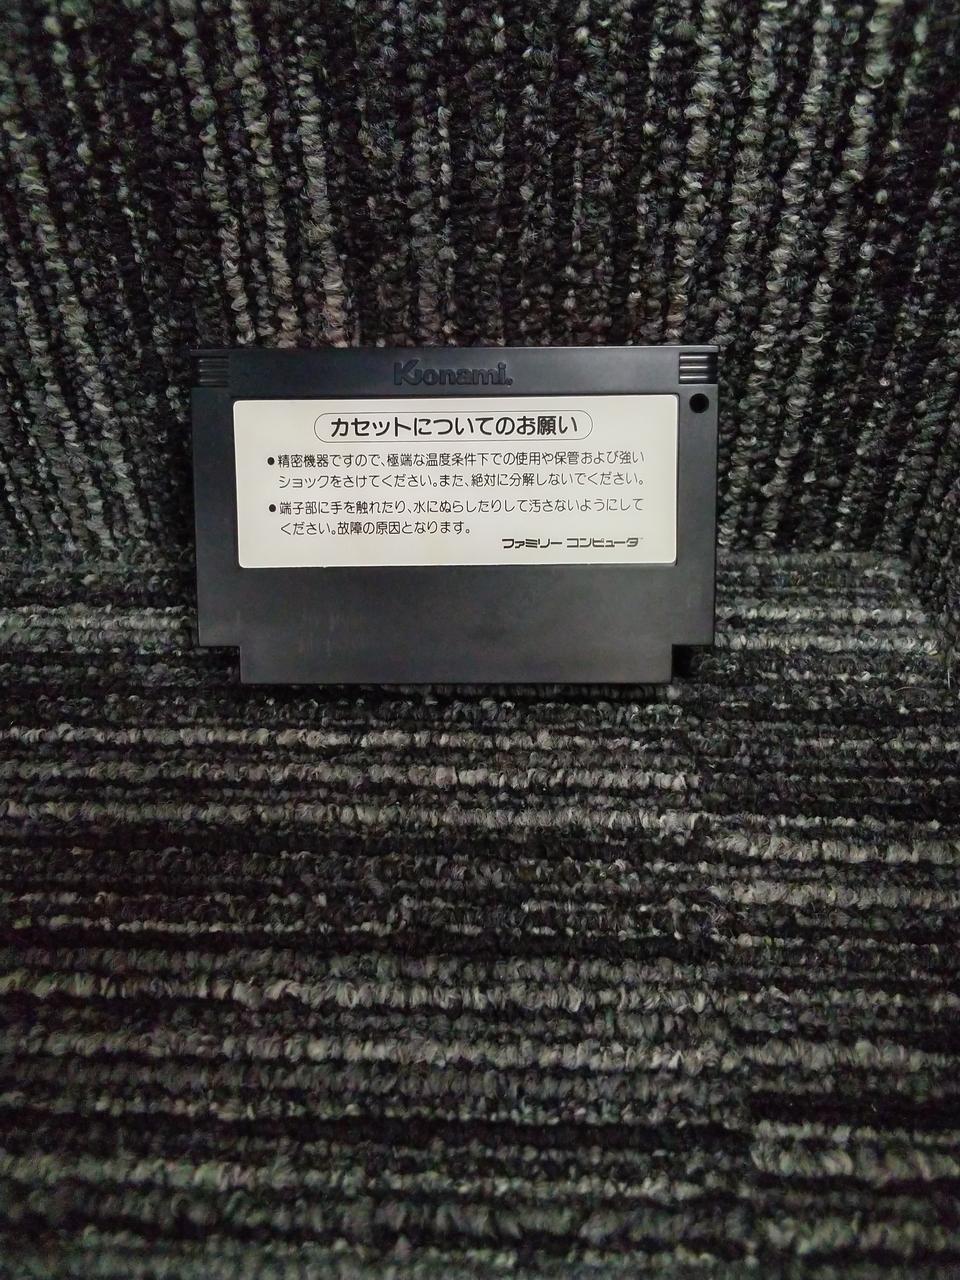 Konami.
カセットについてのお願い
●精密機器ですので、極端な温度条件下での使用や保管および強い
ショックをさけてください。また、絶対に分解しないでください。
●端子部に手を触れたり、水にぬらしたりして汚さないようにして
ください。故障の原因となります。
ファミリー コンピュータ™